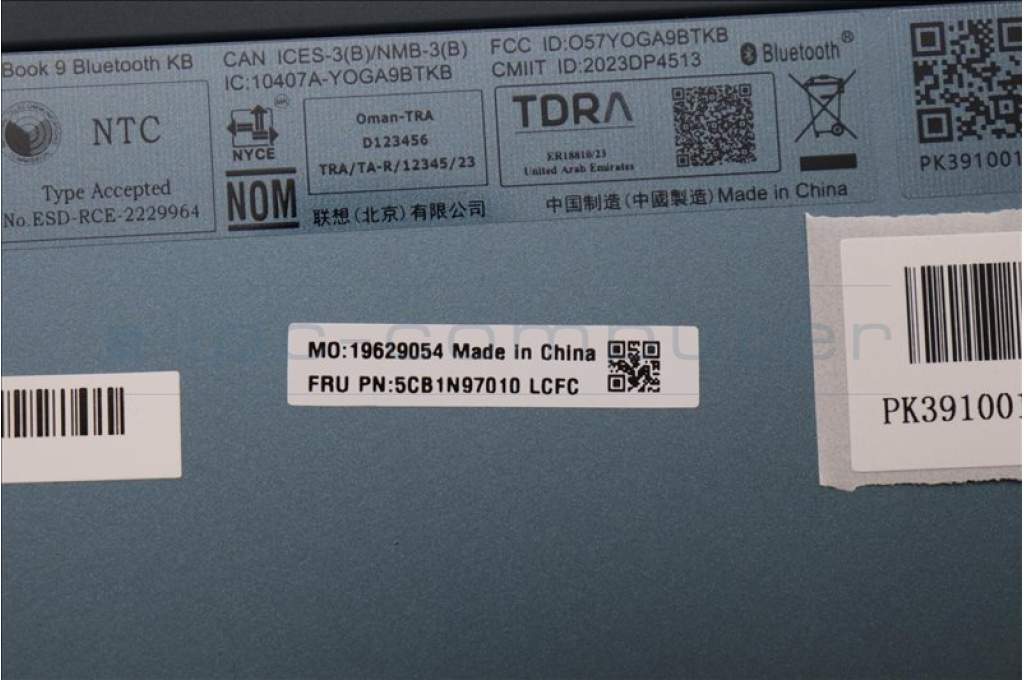 Book 9 Bluetooth KB
NTC
Type Accepted
No.ESD-RCE-2229964
CAN ICES-3(B)/NMB-3(B)
IC:10407A-YOGA9BTKB
NYCE
NOM
Oman-TRA
D123456
TRA/TA-R/12345/23
联想(北京)有限公司
FCC ID:O57YOGA9BTKB
CMIIT ID:2023DP4513
Bluetooth®
TDRA
ER18810/23
United Arab Emirates
中国制造(中國製造)Made in China
PK391001
MO:19629054 Made in China
FRU PN:5CB1N97010 LCFC
PK391001